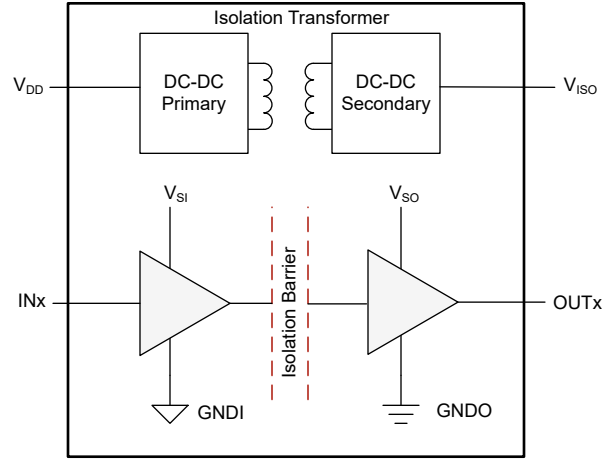 Isolation Transformer
DC-DC
Primary
DC-DC
Secondary
VDD
VISO
VSI
VSO
INx
Isolation Barrier
OUTx
GNDI
GNDO